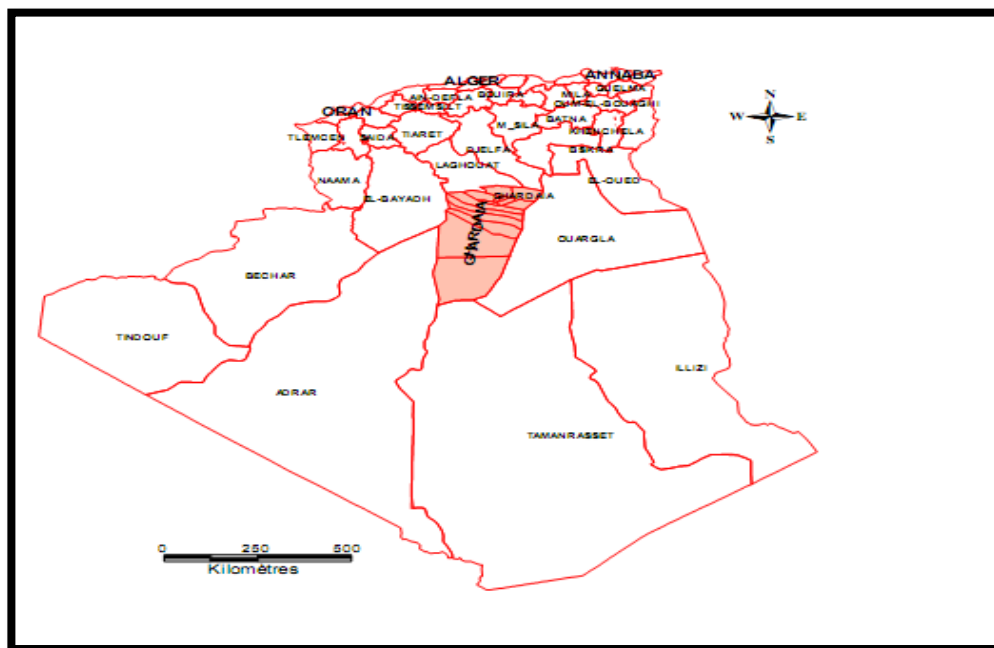 ALGER
ANNABA
GUELMA
MILA
BOUIRA
AIN-DEFLA
OUM-EL-BOUAGHI
TISSEMSILT
ORAN
BATNA
M_SILA
KHENCHELA
TIARET
TLEMCEN
SAIDA
DJELFA
BSKRA
LAGHOUAT
NAAMA
EL-OUED
EL-BAYADH
GHARDAIA
GHARDAIA
OUARGLA
BECHAR
TINDOUF
ILLIZI
ADRAR
TAMANRASSET
N
W E
S
0 250 500
Kilomètres